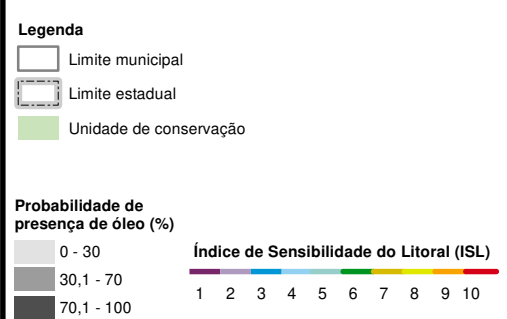 Legenda
Limite municipal
Limite estadual
Unidade de conservação
Probabilidade de
presença de óleo (%)
0 - 30
30,1 - 70
70,1 - 100
Índice de Sensibilidade do Litoral (ISL)
1 2 3 4 5 6 7 8 9 10